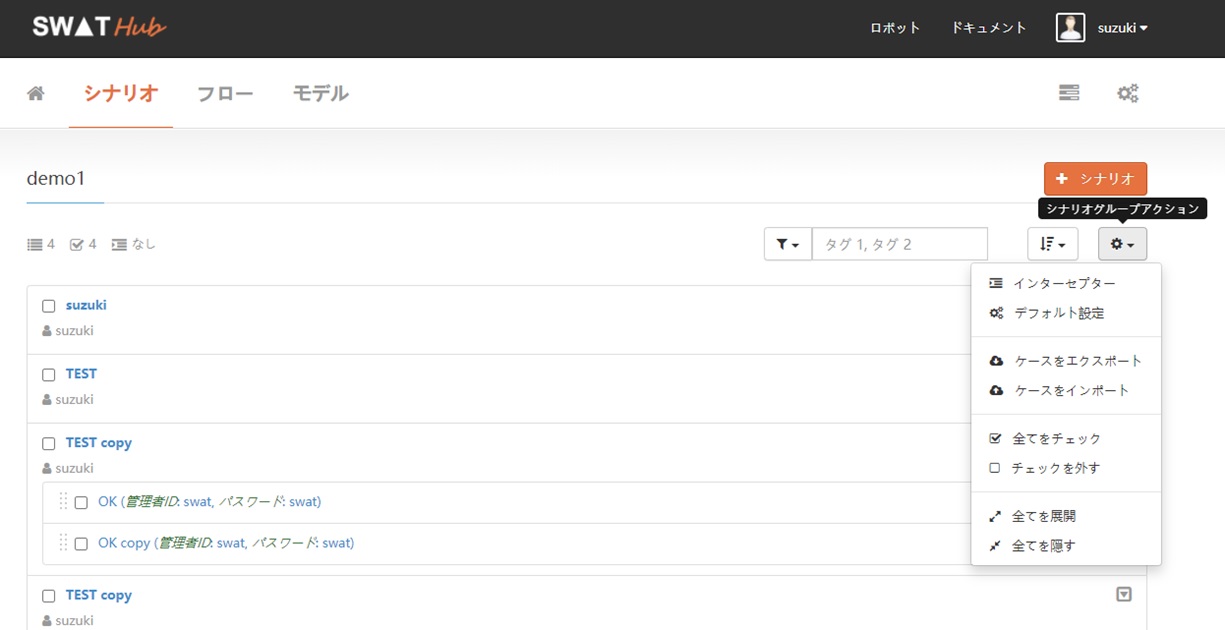 SWAT Hub
ロボット ドキュメント suzuki
シナリオ フロー モデル
demo1
シナリオ
シナリオグループアクション
4 4 なし
タグ 1, タグ 2
インターセプター
デフォルト設定
ケースをエクスポート
ケースをインポート
全てをチェック
チェックを外す
全てを展開
全てを隠す
suzuki
suzuki
TEST
suzuki
TEST copy
suzuki
OK (管理者ID: swat, パスワード: swat)
OK copy (管理者ID: swat, パスワード: swat)
TEST copy
suzuki